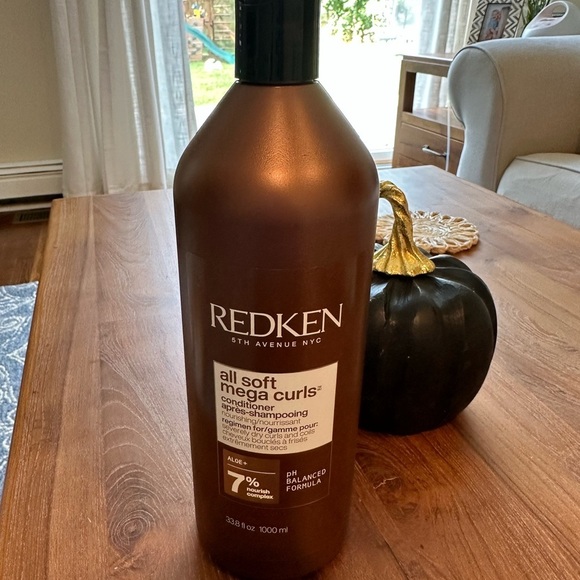 REDKEN
5TH AVENUE NYC
all soft
mega curls
conditioner
après-shampooing
nourishing/nourrissant
regimen for/gamme pour:
severely dry curls and coils
cheveux bouclés à frisés
extrêmement secs
ALOE+
7%
nourish
complex
pH
BALANCED
FORMULA
33,8 fl oz 1000 ml